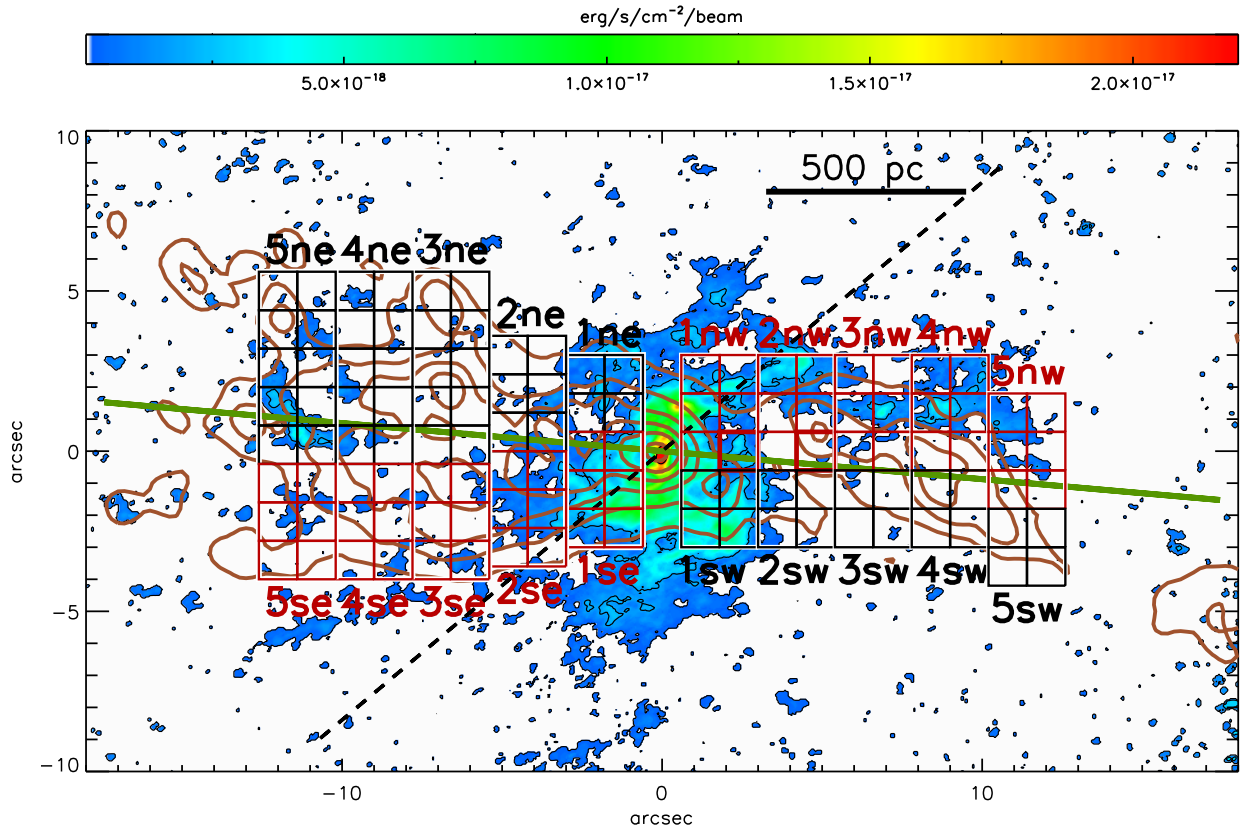 erg/s/cm⁻²/beam
5.0×10⁻¹⁸ 1.0×10⁻¹⁷ 1.5×10⁻¹⁷ 2.0×10⁻¹⁷
10
500 pc
5ne 4ne 3ne
5
2ne
1ne 1nw 2nw 3nw 4nw
5nw
arcsec
0
1se 1sw 2sw 3sw 4sw
5se 4se 3se 2se
−5
5sw
−10
−10 0 10
arcsec